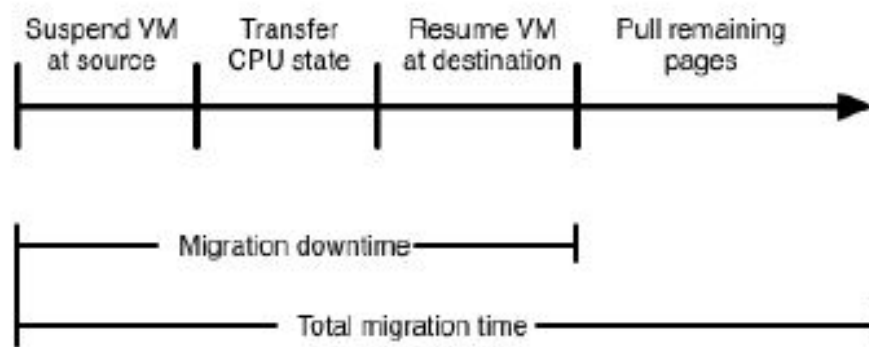 Suspend VM
at source
Transfer
CPU state
Resume VM
at destination
Pull remaining
pages
Migration downtime
Total migration time